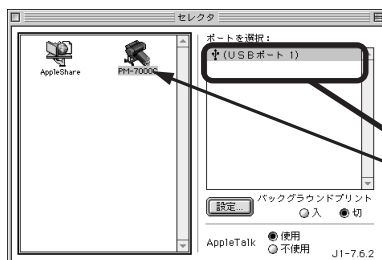 セレクタ
AppleShare
PM-7000C
ポートを選択：
(USBポート 1)
設定...
バックグラウンドプリント
入 切
AppleTalk
使用
不使用
J1-7.6.2